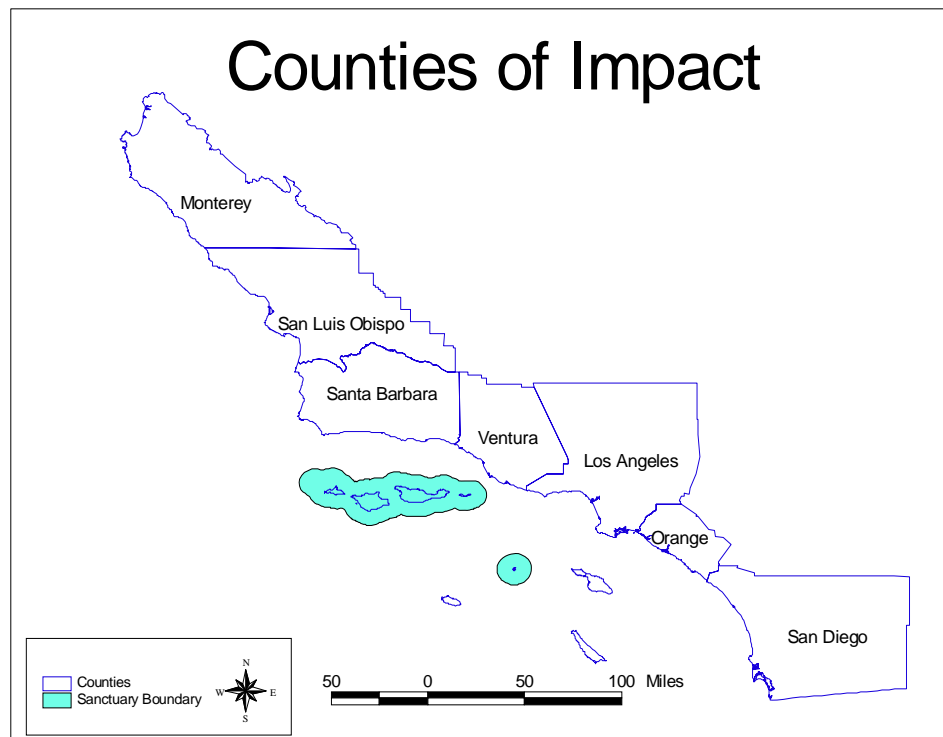 Counties of Impact
Monterey
San Luis Obispo
Santa Barbara
Ventura
Los Angeles
Orange
San Diego
Counties
Sanctuary Boundary
N
W E
S
50 0 50 100 Miles